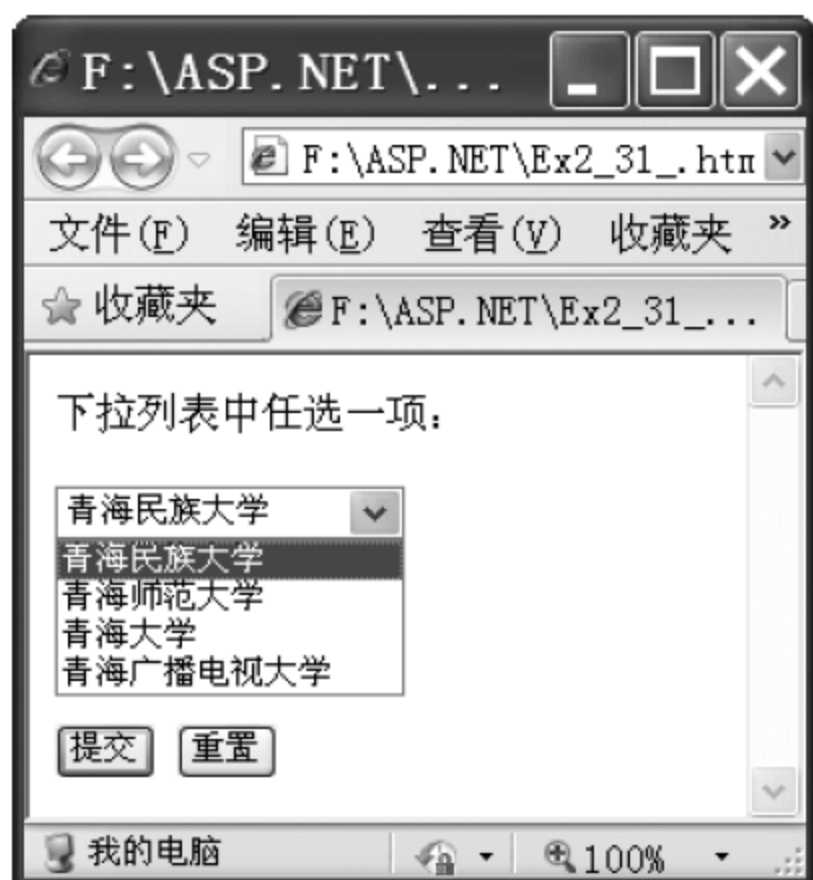 F:\ASP.NET\...
F:\ASP.NET\Ex2_31_.htm
文件(F) 编辑(E) 查看(V) 收藏夹 »
收藏夹 F:\ASP.NET\Ex2_31_...
下拉列表中任选一项：
青海民族大学
青海民族大学
青海师范大学
青海大学
青海广播电视大学
提交 重置
我的电脑 100%